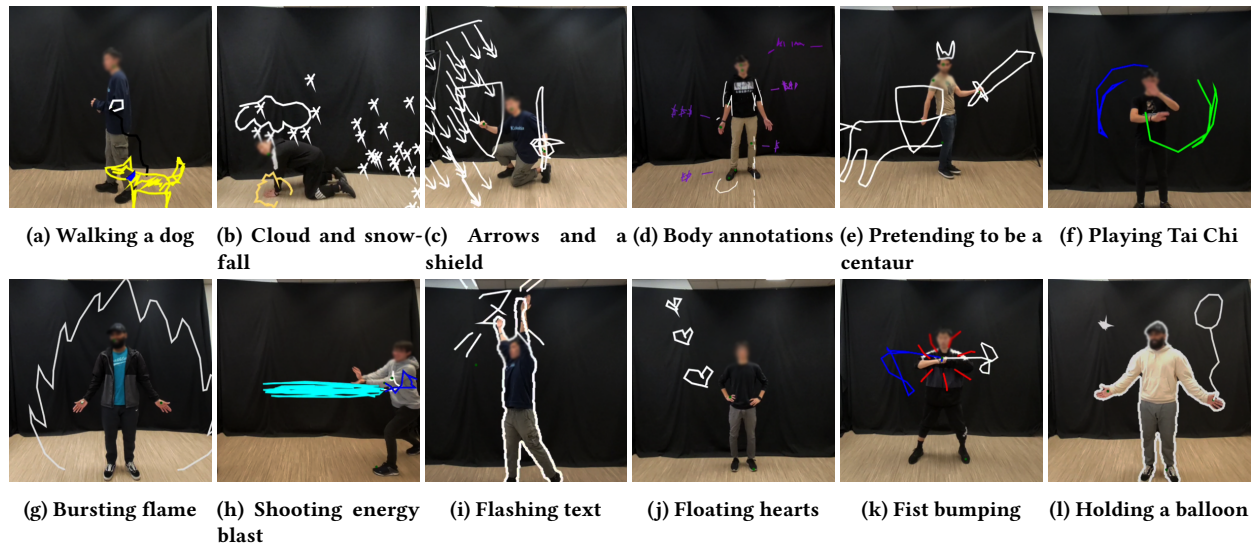 (a) Walking a dog
(b) Cloud and snow-
fall
(c) Arrows and a
shield
(d) Body annotations
(e) Pretending to be a
centaur
(f) Playing Tai Chi
(g) Bursting flame
(h) Shooting energy
blast
(i) Flashing text
(j) Floating hearts
(k) Fist bumping
(l) Holding a balloon